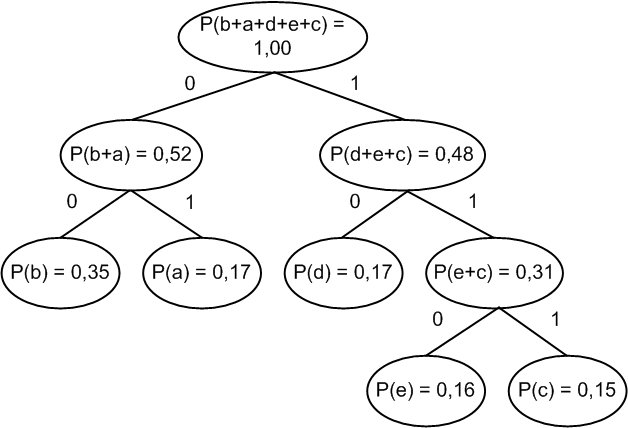 P(b+a+d+e+c) =
1,00
0
1
P(b+a) = 0,52
P(d+e+c) = 0,48
0
1
0
1
P(b) = 0,35
P(a) = 0,17
P(d) = 0,17
P(e+c) = 0,31
0
1
P(e) = 0,16
P(c) = 0,15